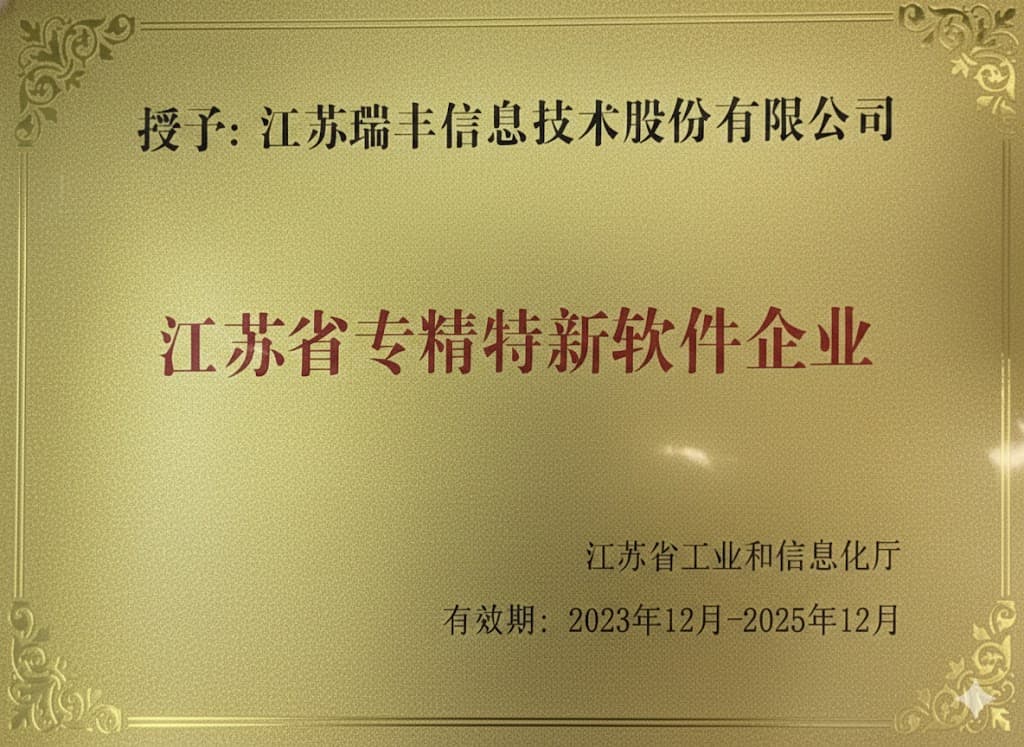 授予：江苏瑞丰信息技术股份有限公司
江苏省专精特新软件企业
江苏省工业和信息化厅
有效期：2023年12月-2025年12月